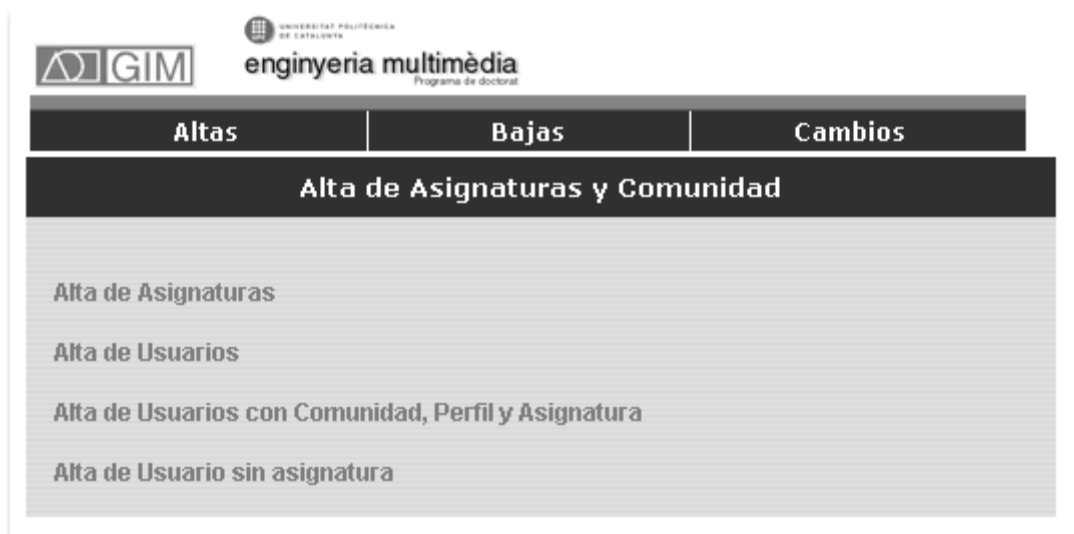 UNIVERSITAT POLITÈCNICA
DE CATALUNYA
GIM
enginyeria multimèdia
Programa de doctorat
Altas Bajas Cambios
Alta de Asignaturas y Comunidad
Alta de Asignaturas
Alta de Usuarios
Alta de Usuarios con Comunidad, Perfil y Asignatura
Alta de Usuario sin asignatura